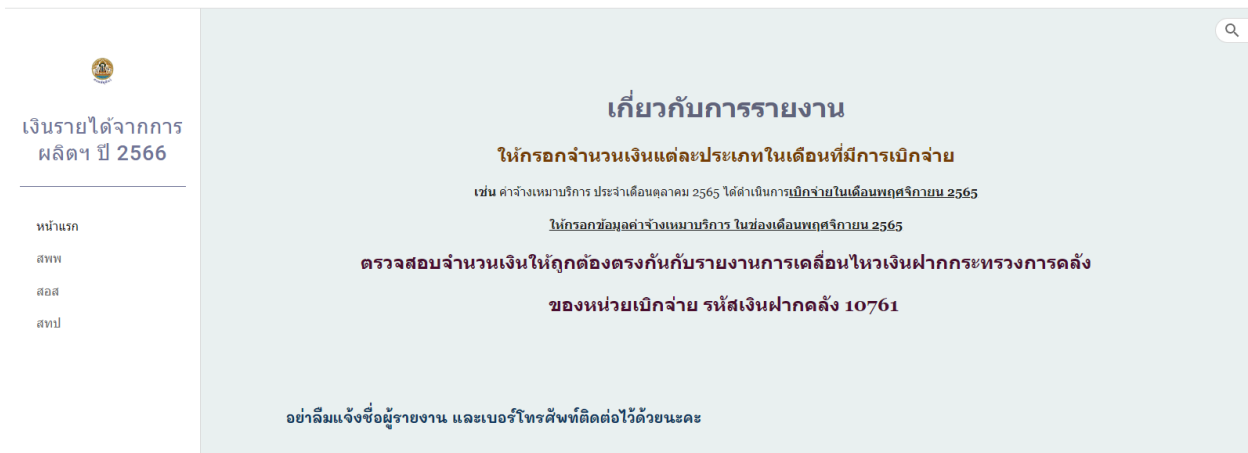 เงินรายได้จากการ
ผลิตฯ ปี 2566
หน้าแรก
สพพ
สอส
สทป
เกี่ยวกับการรายงาน
ให้กรอกจำนวนเงินแต่ละประเภทในเดือนที่มีการเบิกจ่าย
เช่น ค่าจ้างเหมาบริการ ประจำเดือนตุลาคม 2565 ได้ดำเนินการเบิกจ่ายในเดือนพฤศจิกายน 2565
ให้กรอกข้อมูลค่าจ้างเหมาบริการ ในช่องเดือนพฤศจิกายน 2565
ตรวจสอบจำนวนเงินให้ถูกต้องตรงกันกับรายงานการเคลื่อนไหวเงินฝากกระทรวงการคลัง
ของหน่วยเบิกจ่าย รหัสเงินฝากคลัง 10761
อย่าลืมแจ้งชื่อผู้รายงาน และเบอร์โทรศัพท์ติดต่อไว้ด้วยนะคะ